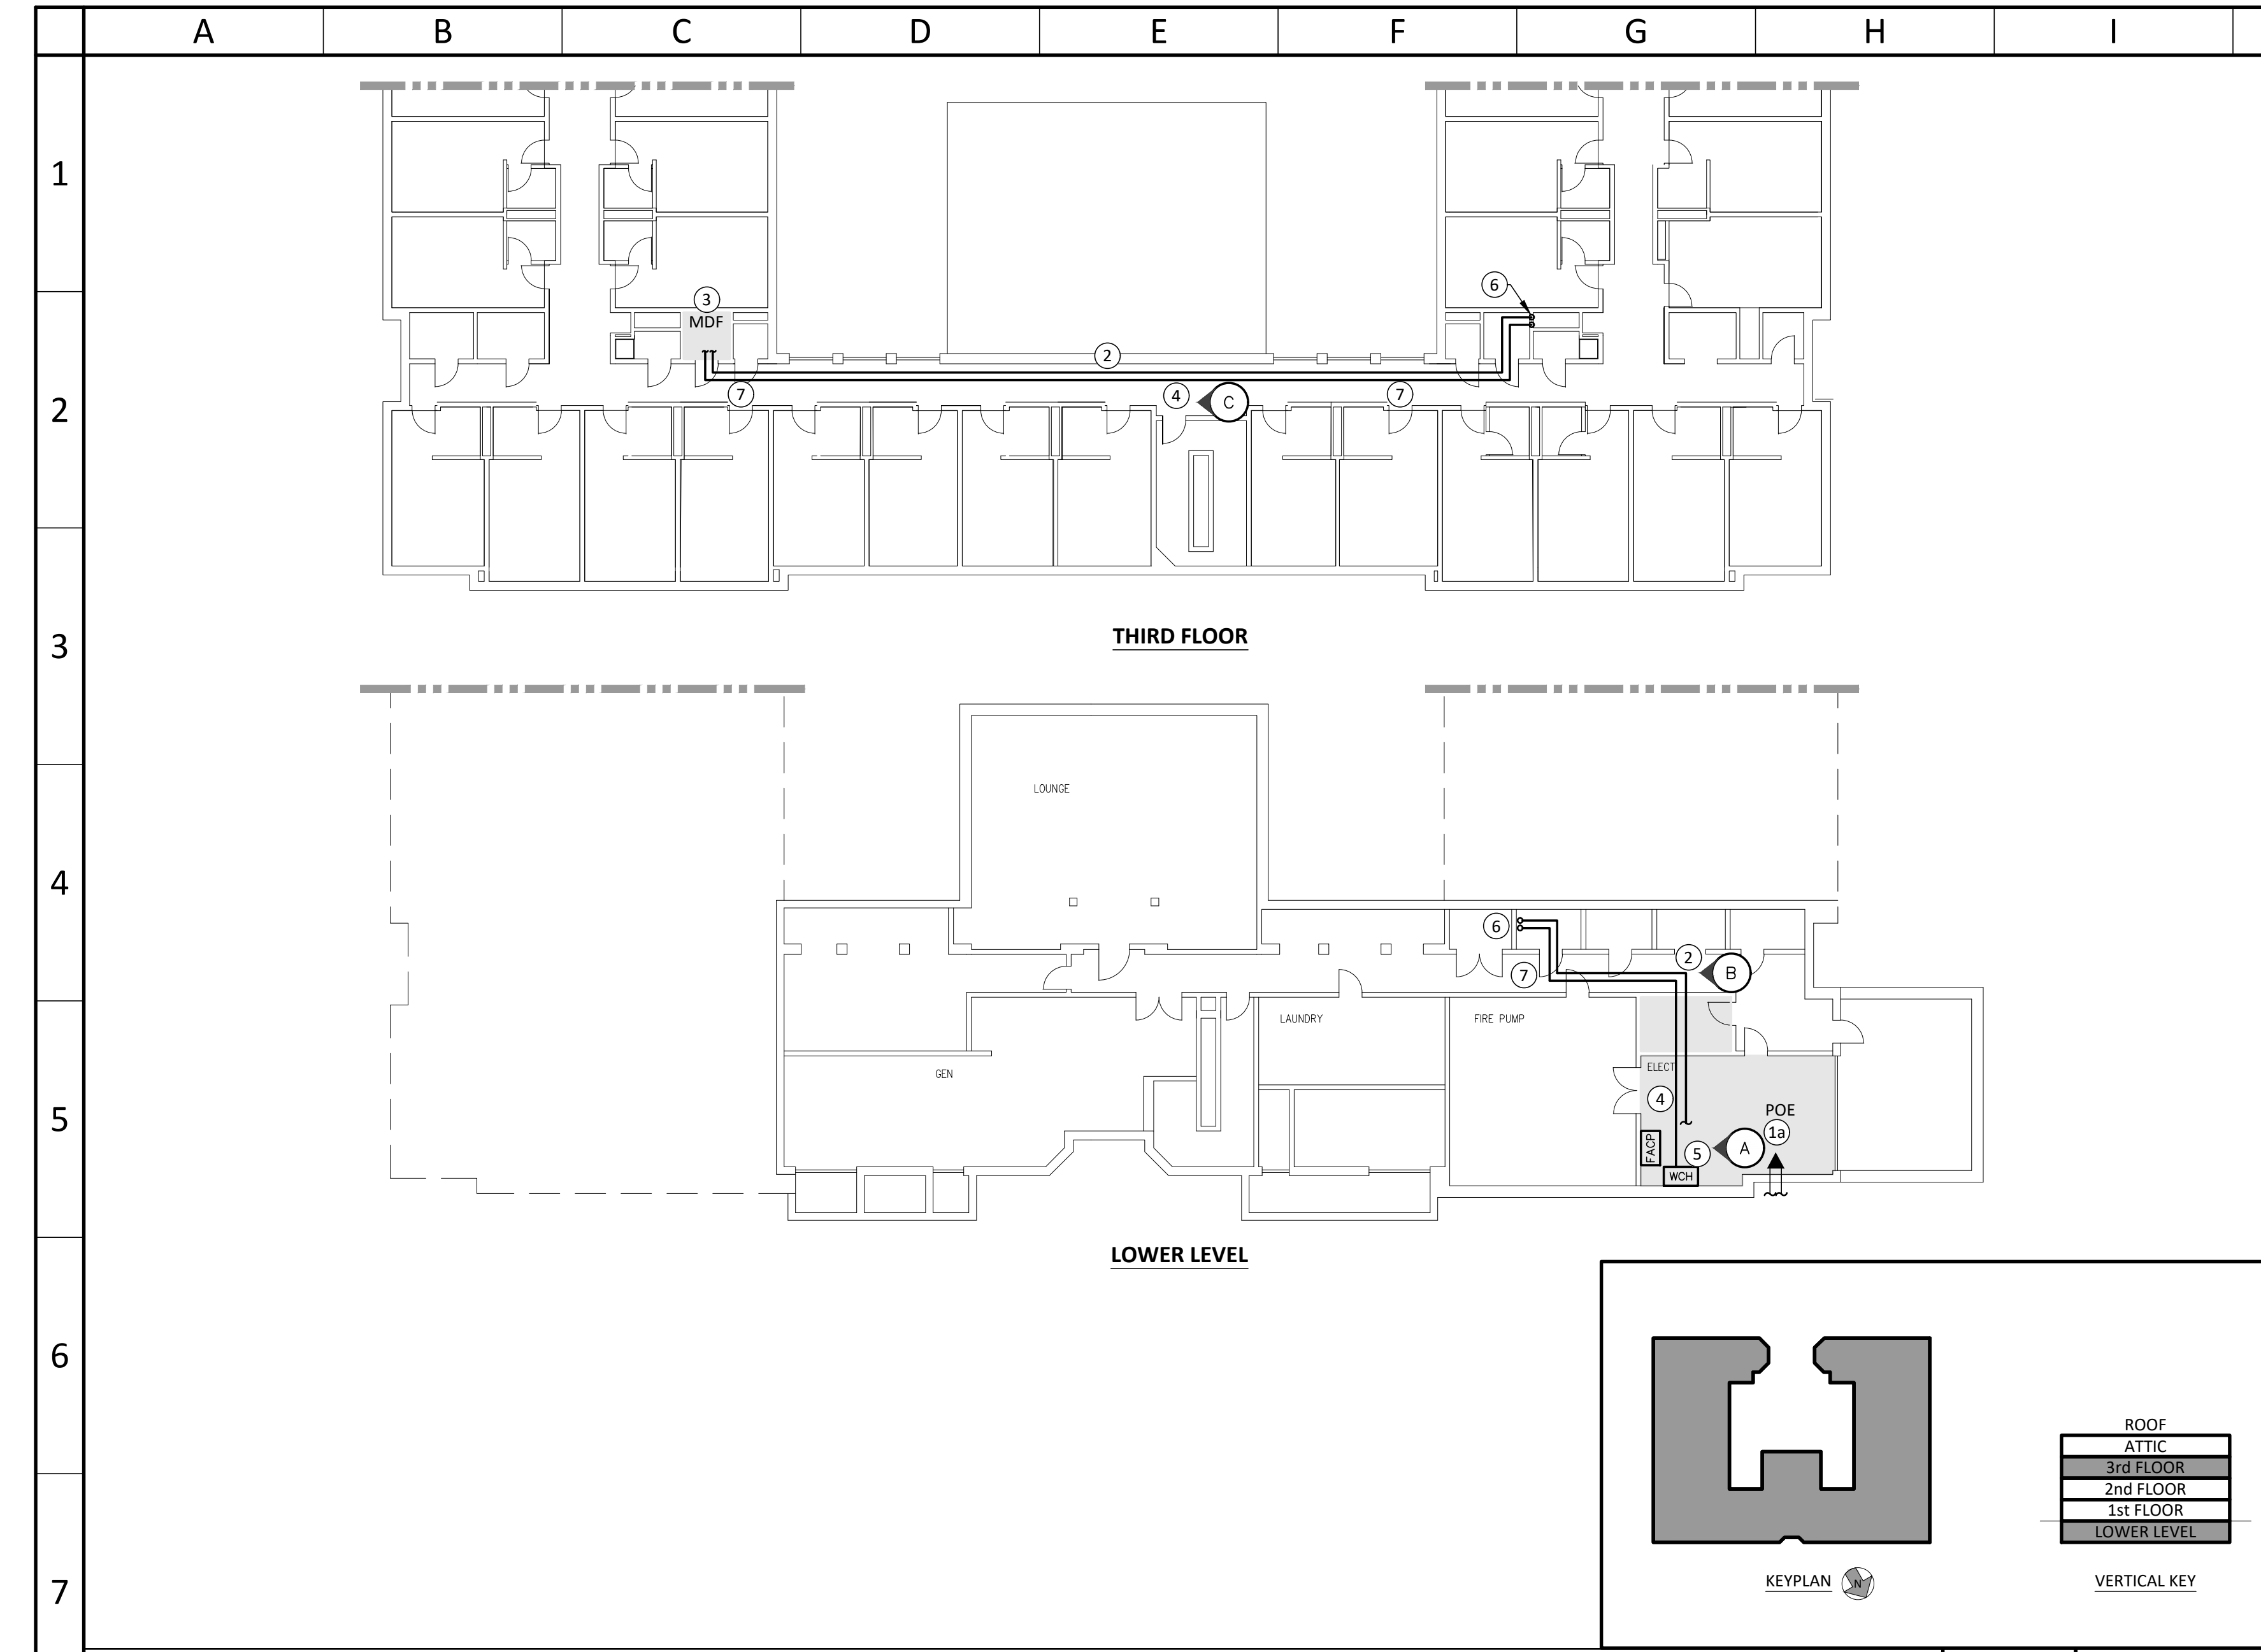 A B C D E F G H I
1
6
3
MDF
2
2
7
4
C
7
THIRD FLOOR
3
LOUNGE
4
6
2
B
7
LAUNDRY
FIRE PUMP
ELECT
GEN
4
POE
5
1a
FACP
5
A
WCH
LOWER LEVEL
6
ROOF
ATTIC
3rd FLOOR
2nd FLOOR
1st FLOOR
LOWER LEVEL
7
KEYPLAN
N
VERTICAL KEY